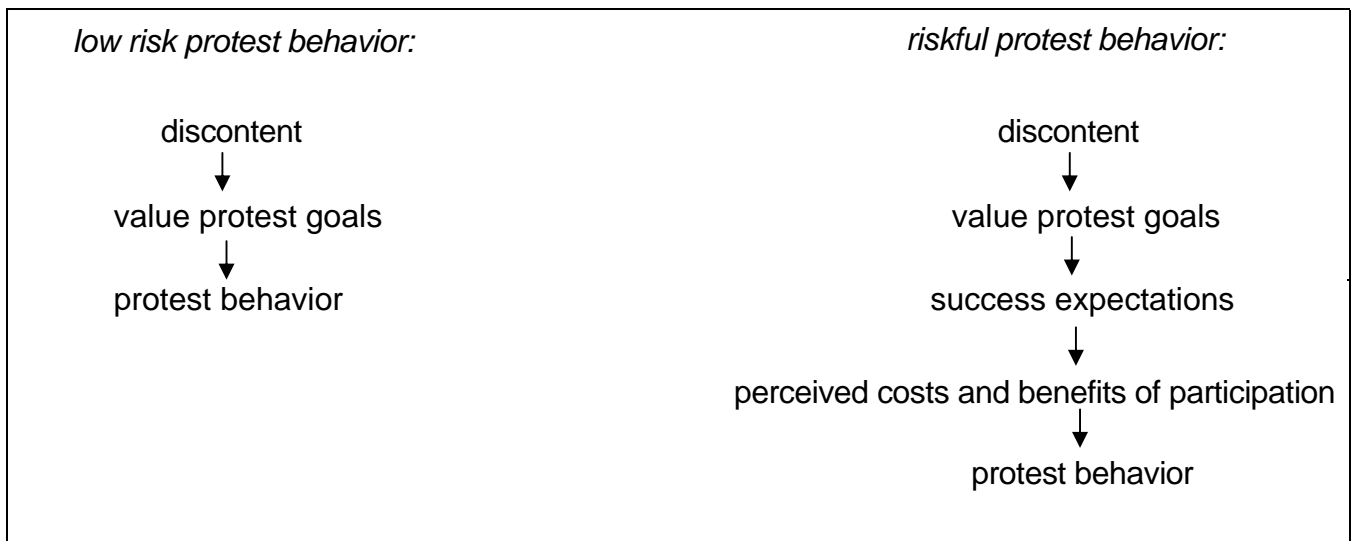 low risk protest behavior:
discontent
value protest goals
protest behavior
riskful protest behavior:
discontent
value protest goals
success expectations
perceived costs and benefits of participation
protest behavior